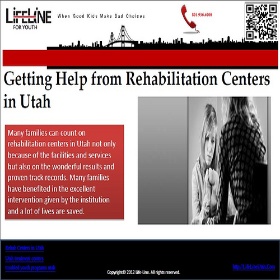 LIFELINE
FOR YOUTH
When Good Kids Make Bad Choices
Getting Help from Rehabilitation Centers
in Utah
Many families can count on
rehabilitation centers in Utah not only
because of the facilities and services
but also on the wonderful results and
proven track records. Many families
have benefited in the excellent
intervention given by the institution
and a lot of lives are saved.
Copyright© 2012 Life-Line. All rights reserved.